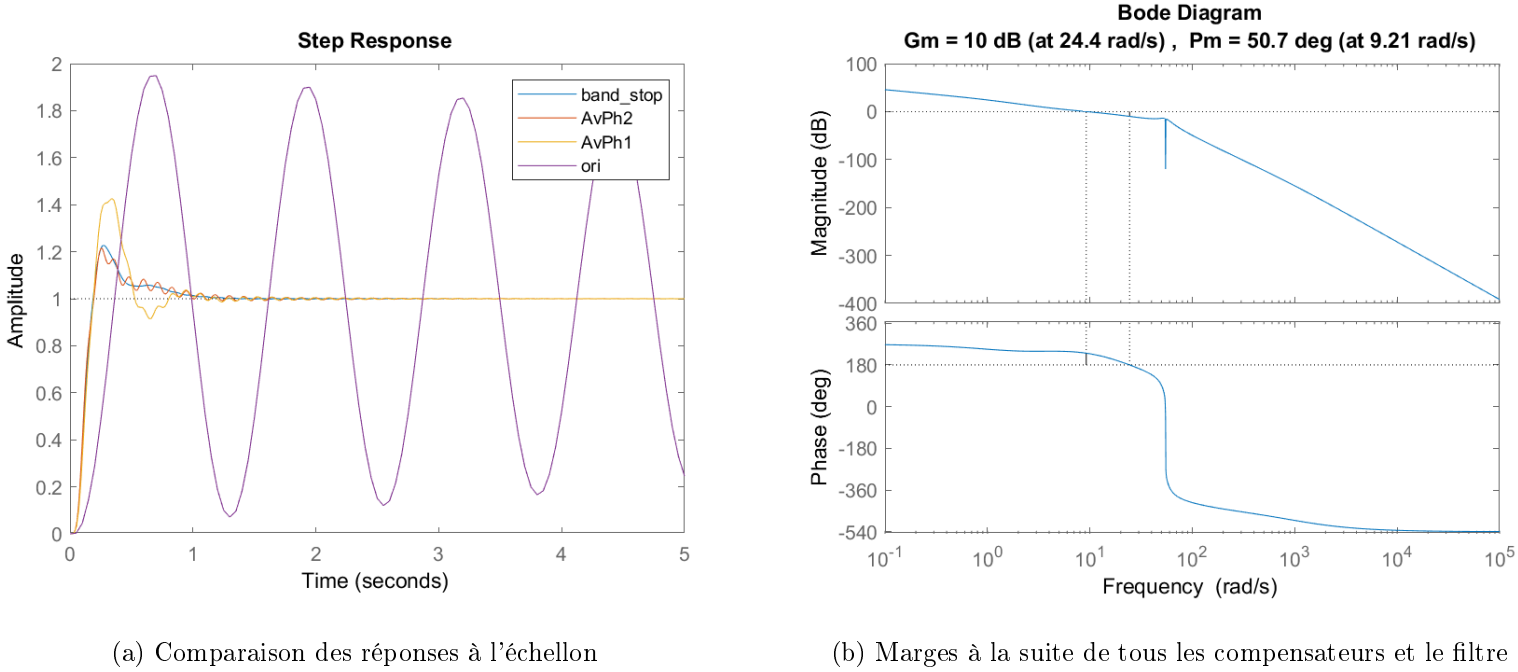 Step Response
2
1.8
1.6
1.4
1.2
1
0.8
0.6
0.4
0.2
0
Amplitude
band_stop
AvPh2
AvPh1
ori
0 1 2 3 4 5
Time (seconds)
(a) Comparaison des réponses à l'échellon
Bode Diagram
Gm = 10 dB (at 24.4 rad/s) , Pm = 50.7 deg (at 9.21 rad/s)
100
0
-100
-200
-300
-400
Magnitude (dB)
360
180
0
-180
-360
-540
Phase (deg)
10^-1 10^0 10^1 10^2 10^3 10^4 10^5
Frequency (rad/s)
(b) Marges à la suite de tous les compensateurs et le filtre